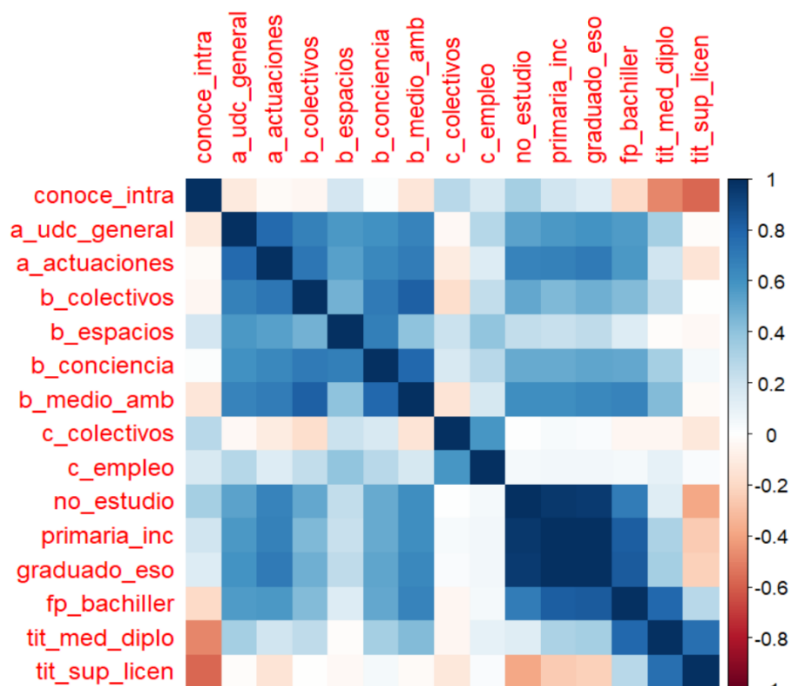 conoce_intra
a_udc_general
a_actuaciones
b_colectivos
b_espacios
b_conciencia
b_medio_amb
c_colectivos
c_empleo
no_estudio
primaria_inc
graduado_eso
fp_bachiller
tit_med_diplo
tit_sup_licen
conoce_intra
a_udc_general
a_actuaciones
b_colectivos
b_espacios
b_conciencia
b_medio_amb
c_colectivos
c_empleo
no_estudio
primaria_inc
graduado_eso
fp_bachiller
tit_med_diplo
tit_sup_licen
1
0.8
0.6
0.4
0.2
0
-0.2
-0.4
-0.6
-0.8
-1